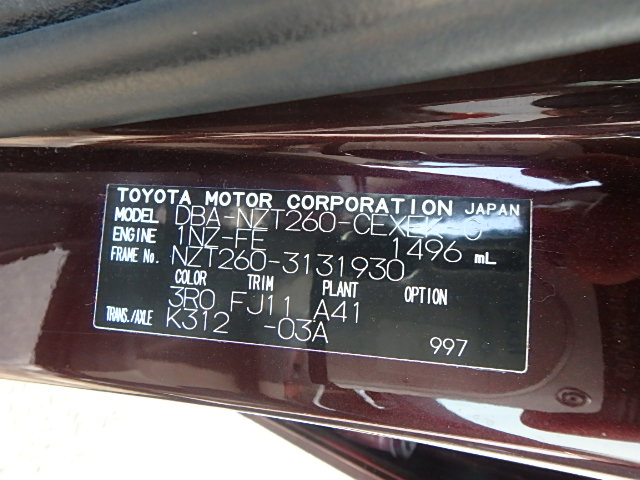 TOYOTA MOTOR CORPORATION JAPAN
MODEL DBA-NZT260-CEXEK-C
ENGINE 1NZ-FE 1496 mL
FRAME No. NZT260-3131930
COLOR TRIM PLANT OPTION
3R0 FJ11 A41
TRANS./AXLE K312 -03A
997